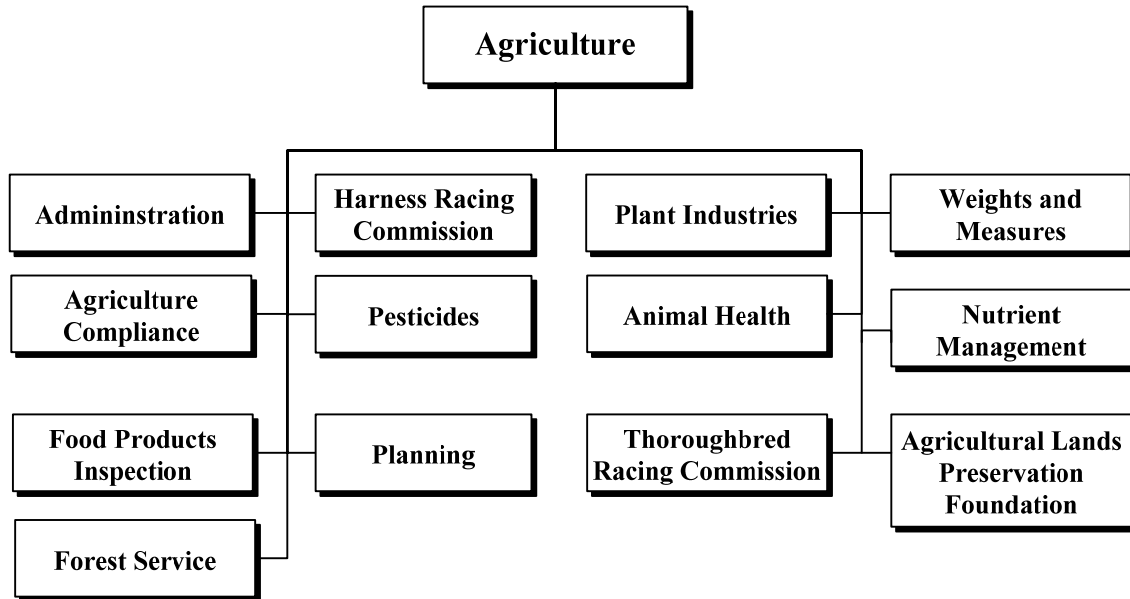 Agriculture
Admininstration
Harness Racing
Commission
Plant Industries
Weights and
Measures
Agriculture
Compliance
Pesticides
Animal Health
Nutrient
Management
Food Products
Inspection
Planning
Thoroughbred
Racing Commission
Agricultural Lands
Preservation
Foundation
Forest Service